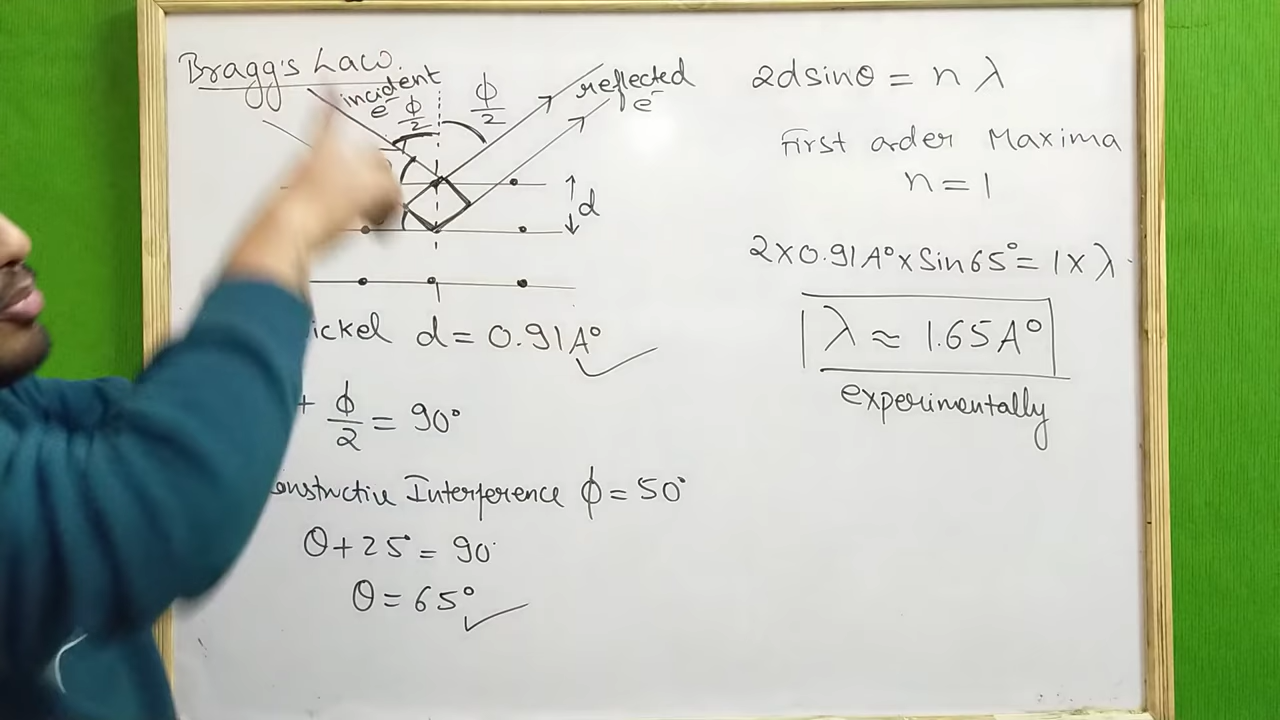 Bragg's Law.
incident
e⁻
ϕ/2
ϕ/2
reflected
e⁻
d
ickel d = 0.91A°
+ ϕ/2 = 90°
onstructive Interference ϕ = 50°
θ + 25° = 90°
θ = 65°
2dsinθ = nλ
First order Maxima
n = 1
2×0.91A°×Sin65° = 1×λ
λ ≈ 1.65A°
experimentally